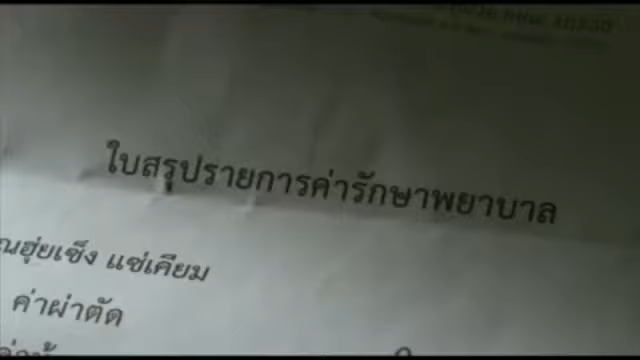 ใบสรุปรายการค่ารักษาพยาบาล
ณฮุ่ยเซ็ง แซ่เคียม
ค่าผ่าตัด